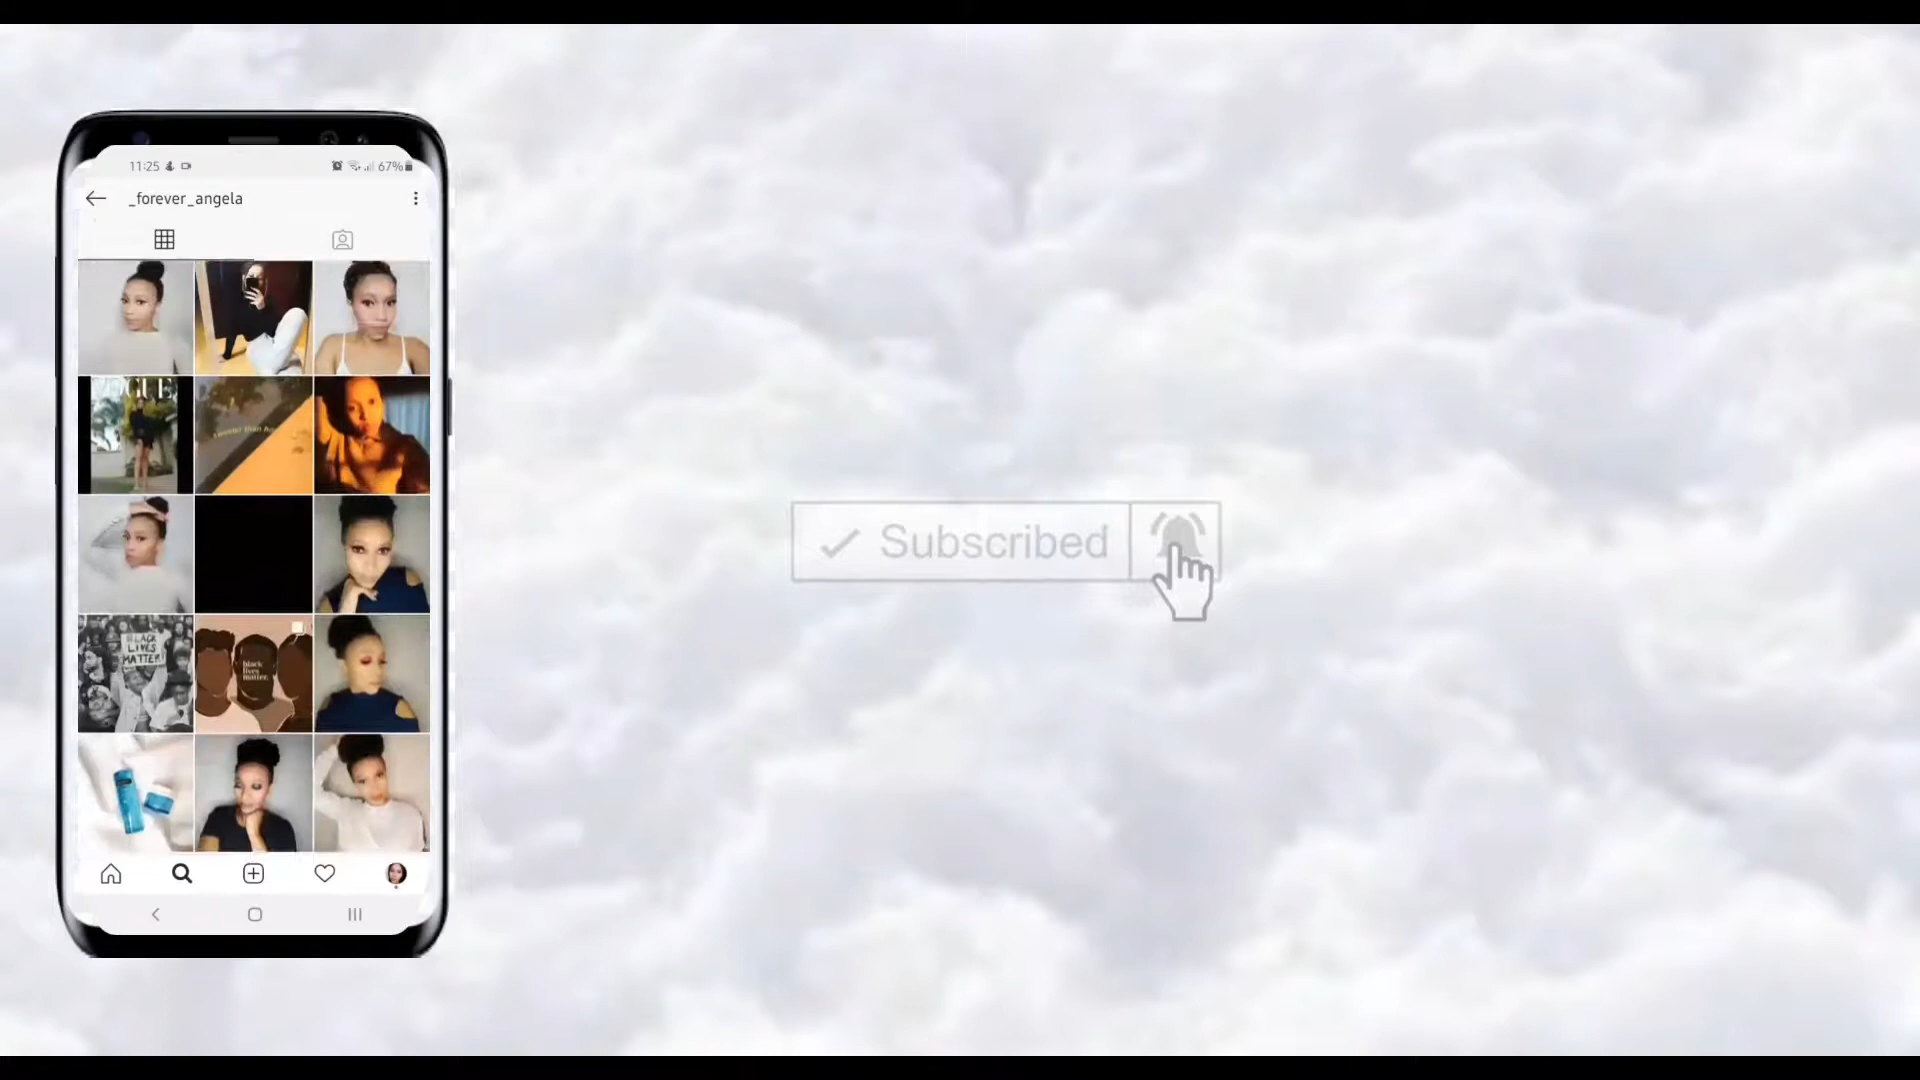 11:25
67%
_forever_angela
VOGUE
BLACK
LIVES
MATTER
black
lives
matter.
Subscribed